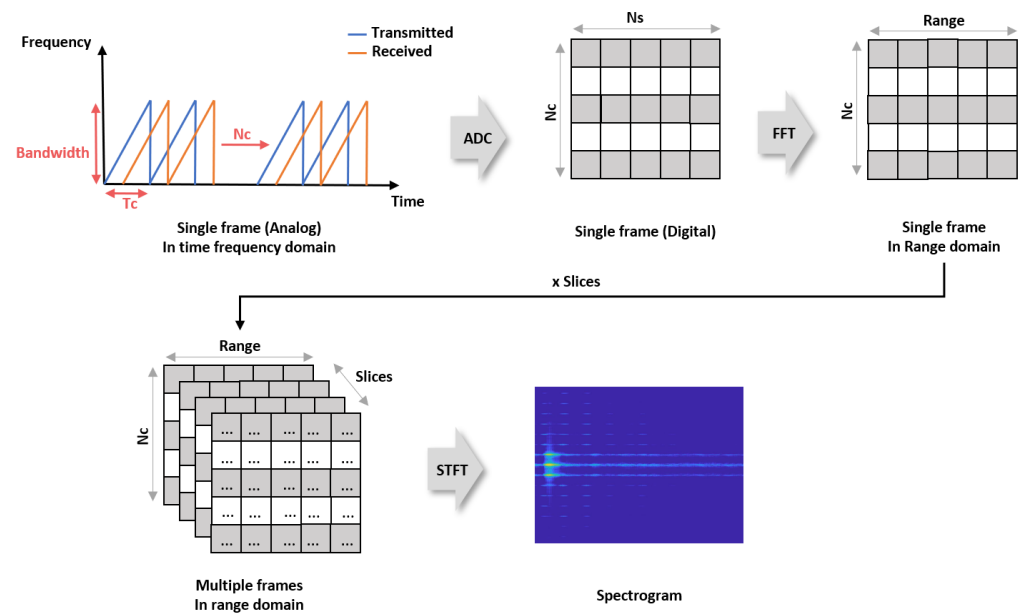 Frequency
Transmitted
Received
Bandwidth
Nc
Tc
Time
Single frame (Analog)
In time frequency domain
ADC
Ns
Nc
Single frame (Digital)
FFT
Range
Nc
Single frame
In Range domain
x Slices
Range
Slices
Nc
... ... ... ... ...
... ... ... ... ...
... ... ... ... ...
... ... ... ... ...
... ... ... ... ...
Multiple frames
In range domain
STFT
Spectrogram